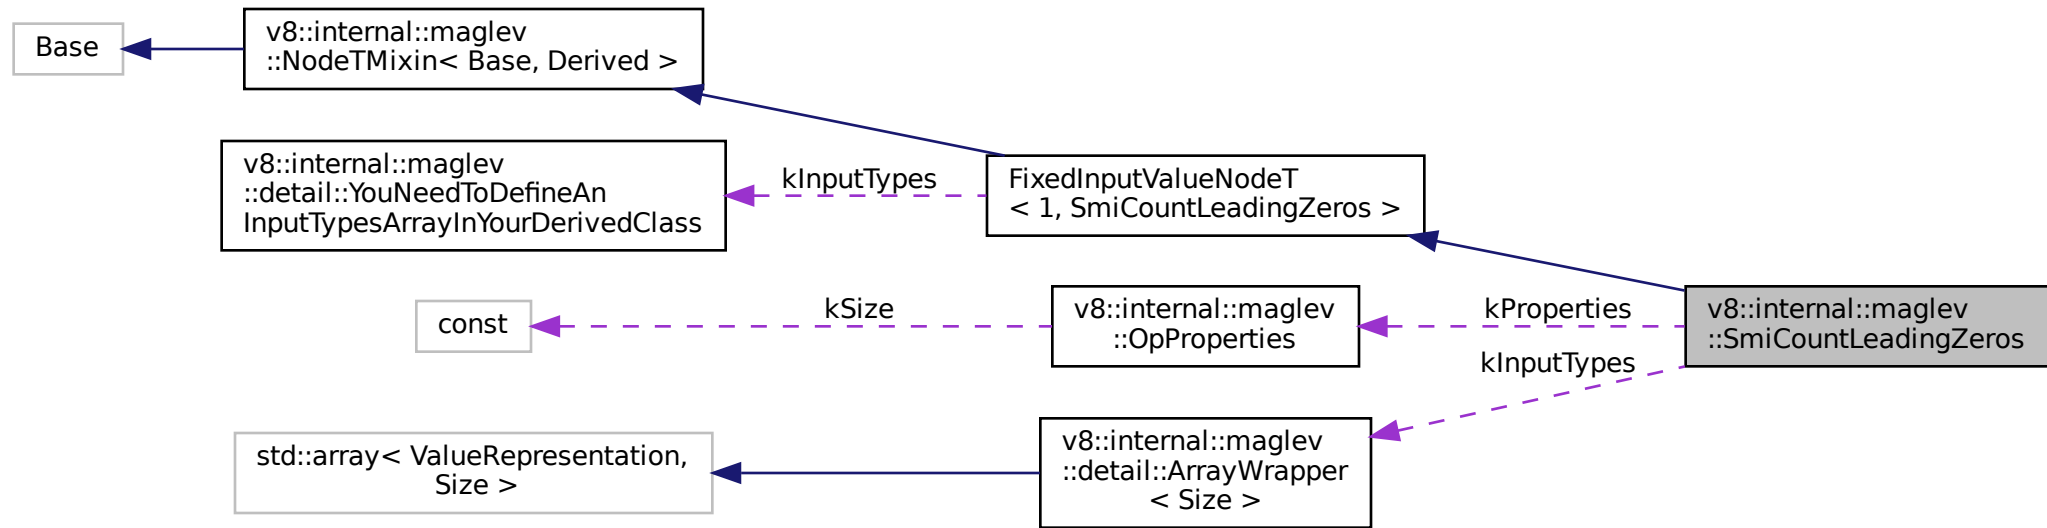 Base
v8::internal::maglev
::NodeTMixin< Base, Derived >
v8::internal::maglev
::detail::YouNeedToDefineAn
InputTypesArrayInYourDerivedClass
kInputTypes
FixedInputValueNodeT
< 1, SmiCountLeadingZeros >
const
kSize
v8::internal::maglev
::OpProperties
kProperties
v8::internal::maglev
::SmiCountLeadingZeros
kInputTypes
std::array< ValueRepresentation,
Size >
v8::internal::maglev
::detail::ArrayWrapper
< Size >